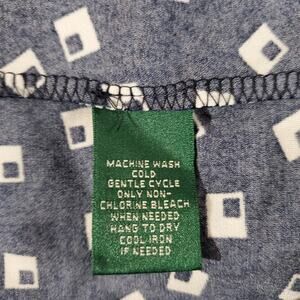 MACHINE WASH
COLD
GENTLE CYCLE
ONLY NON-
CHLORINE BLEACH
WHEN NEEDED
HANG TO DRY
COOL IRON
IF NEEDED